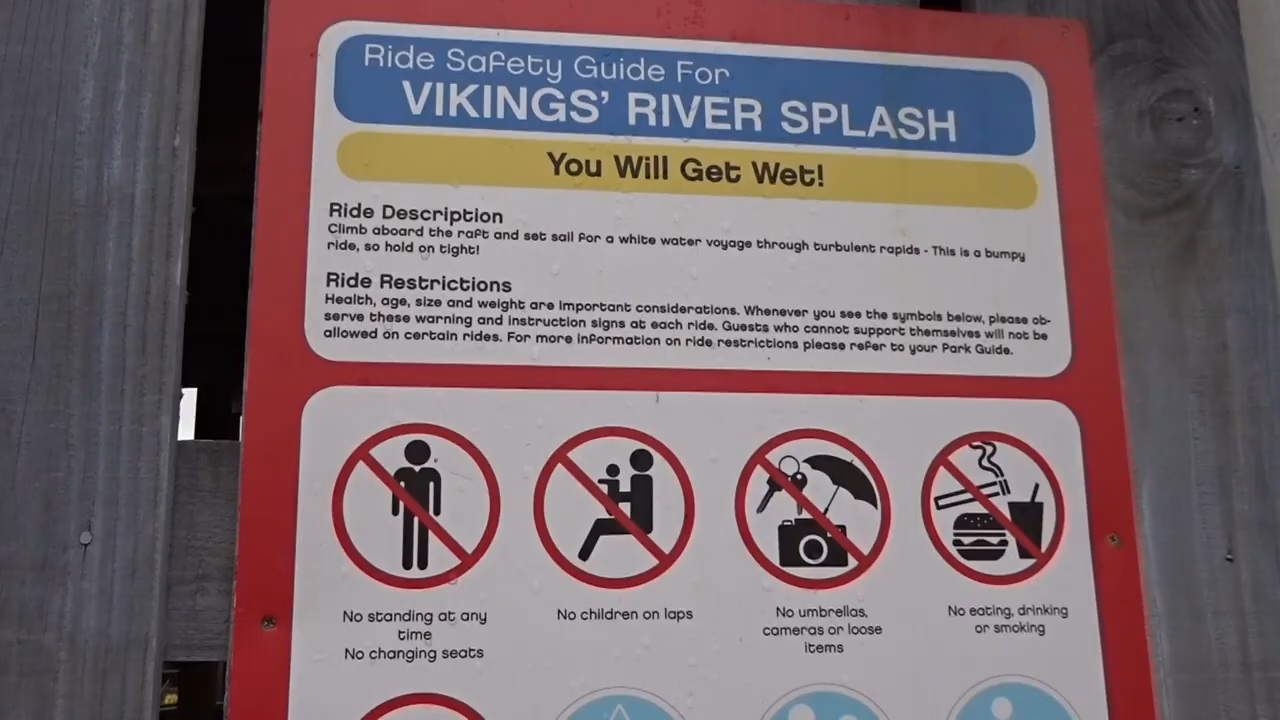 Ride Safety Guide For
VIKINGS' RIVER SPLASH
You Will Get Wet!
Ride Description
Climb aboard the raft and set sail for a white water voyage through turbulent rapids - This is a bumpy
ride, so hold on tight!
Ride Restrictions
Health, age, size and weight are important considerations. Whenever you see the symbols below, please ob-
serve these warning and instruction signs at each ride. Guests who cannot support themselves will not be
allowed on certain rides. For more information on ride restrictions please refer to your Park Guide.
No standing at any
time
No changing seats
No children on laps
No umbrellas,
cameras or loose
items
No eating, drinking
or smoking